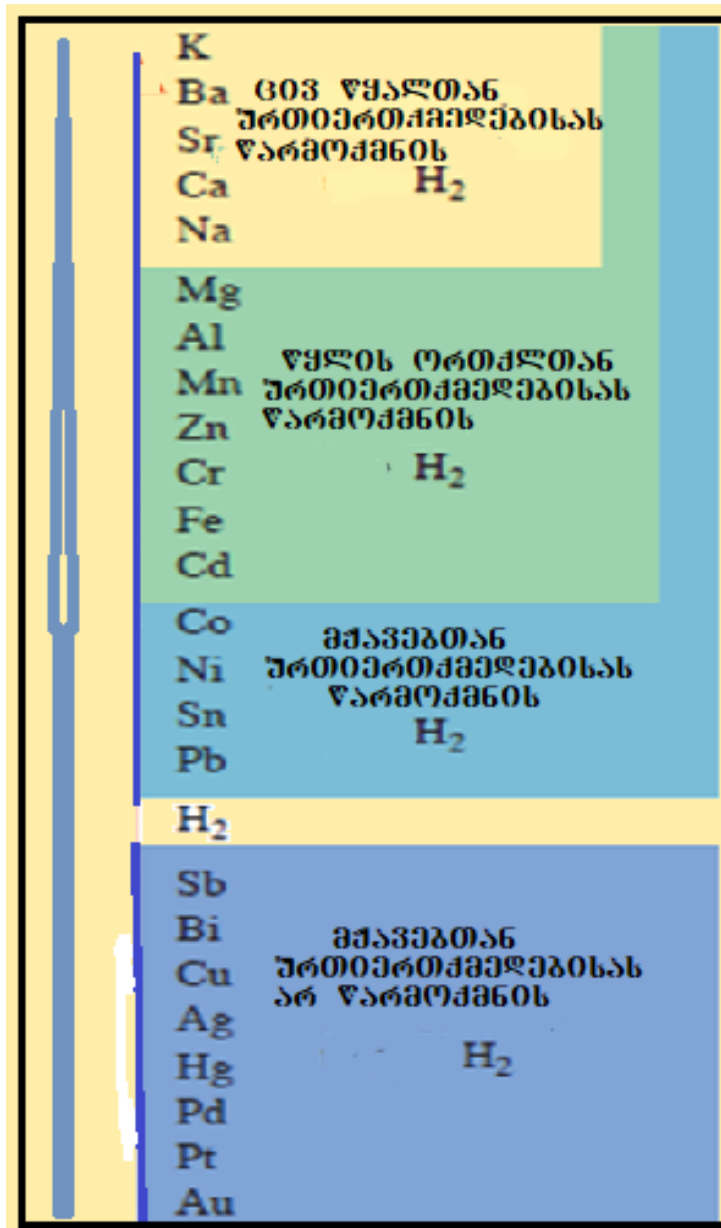 K
Ba ცივ წყალთან
ურთიერთქმედებისას
Sr წარმოქმნის
Ca H₂
Na
Mg
Al
წყლის ორთქლთან
Mn ურთიერთქმედებისას
Zn წარმოქმნის
Cr H₂
Fe
Cd
Co მჟავებთან
Ni ურთიერთქმედებისას
წარმოქმნის
Sn H₂
Pb
H₂
Sb
Bi მჟავებთან
Cu ურთიერთქმედებისას
არ წარმოქმნის
Ag
Hg H₂
Pd
Pt
Au